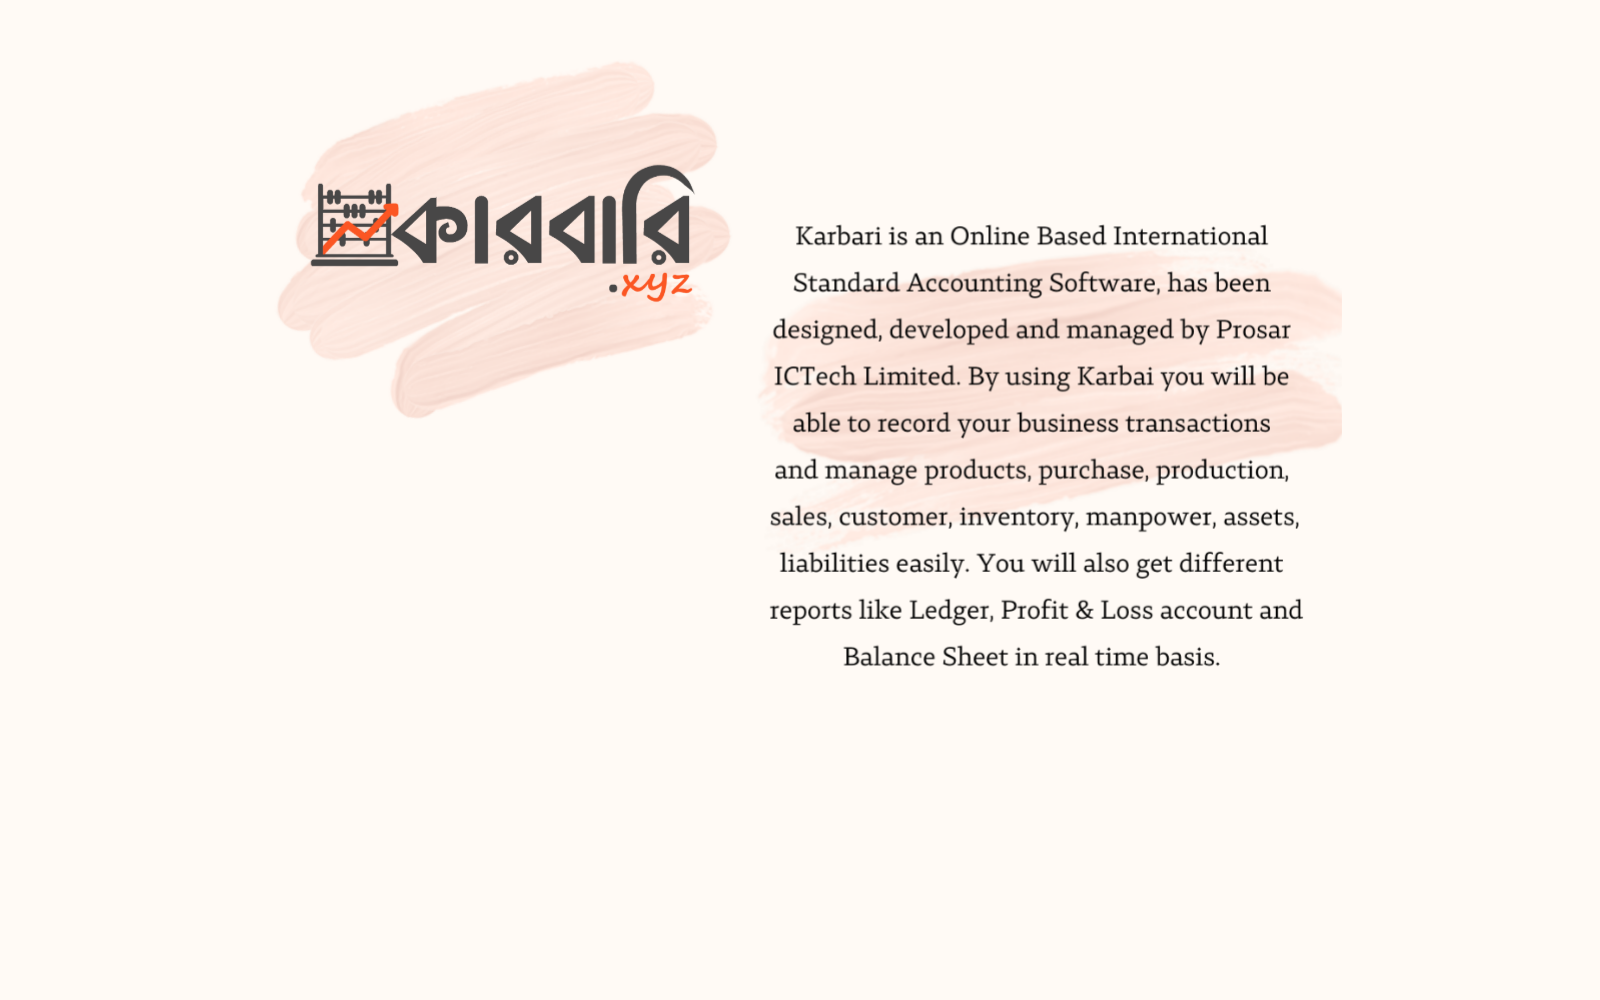 কারবারি
.xyz
Karbari is an Online Based International
Standard Accounting Software, has been
designed, developed and managed by Prosar
ICTech Limited. By using Karbai you will be
able to record your business transactions
and manage products, purchase, production,
sales, customer, inventory, manpower, assets,
liabilities easily. You will also get different
reports like Ledger, Profit & Loss account and
Balance Sheet in real time basis.